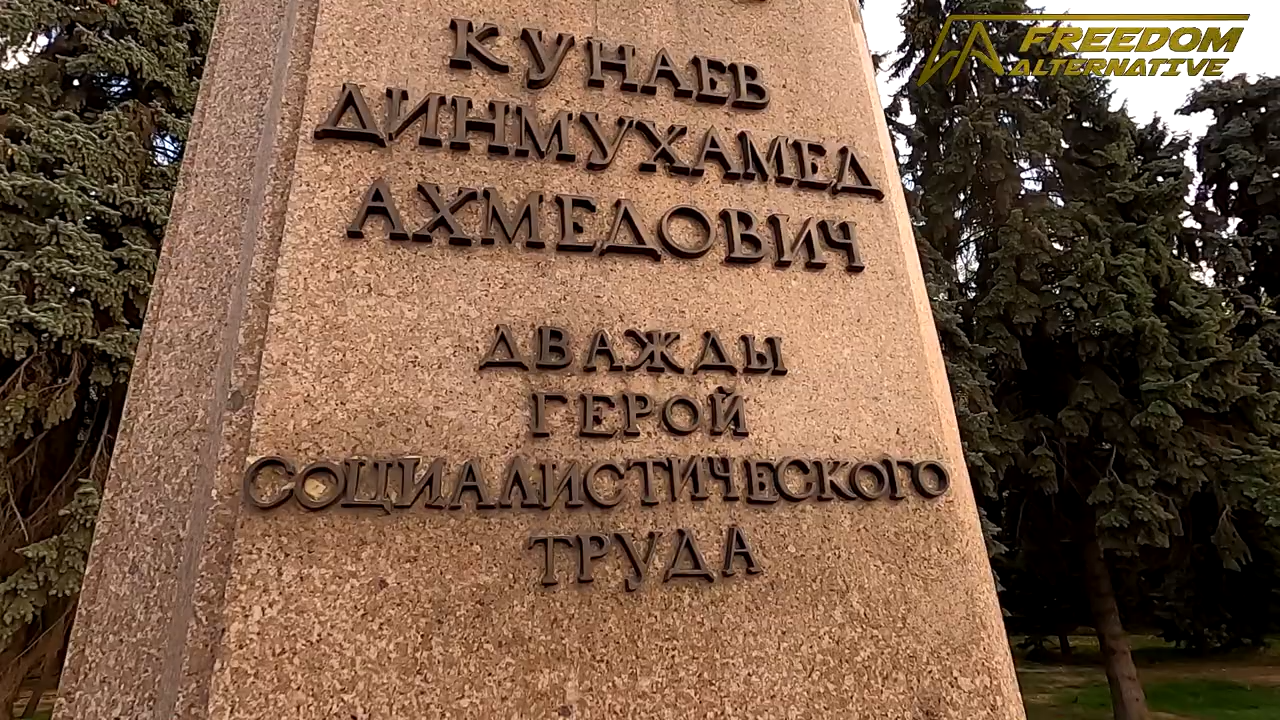 FREEDOM
ALTERNATIVE
КУНАЕВ
ДИНМУХАМЕД
АХМЕДОВИЧ
ДВАЖДЫ
ГЕРОЙ
СОЦИАЛИСТИЧЕСКОГО
ТРУДА